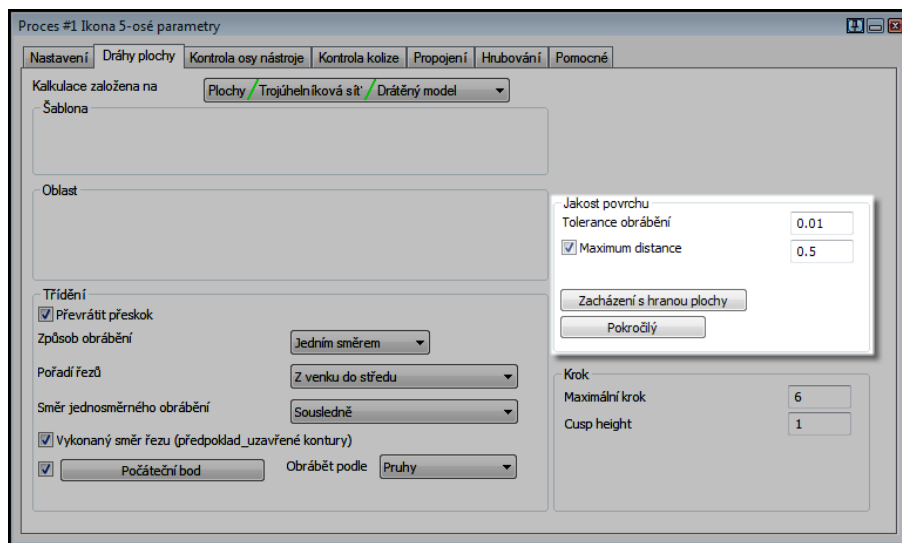 Proces #1 Ikona 5-osé parametry
Nastavení Dráhy plochy Kontrola osy nástroje Kontrola kolize Propojení Hrubování Pomocné
Kalkulace založena na Plochy / Trojúhelníková síť / Drátěný model
Šablona
Oblast
Jakost povrchu
Tolerance obrábění 0.01
Maximum distance 0.5
Zacházení s hranou plochy
Pokročilý
Třídění
Převrátit přeskok
Způsob obrábění Jedním směrem
Pořadí řezů Z venku do středu
Směr jednosměrného obrábění Sousledně
Vykonaný směr řezu (předpoklad_uzavřené kontury)
Počáteční bod Obrábět podle Pruhy
Krok
Maximální krok 6
Cusp height 1